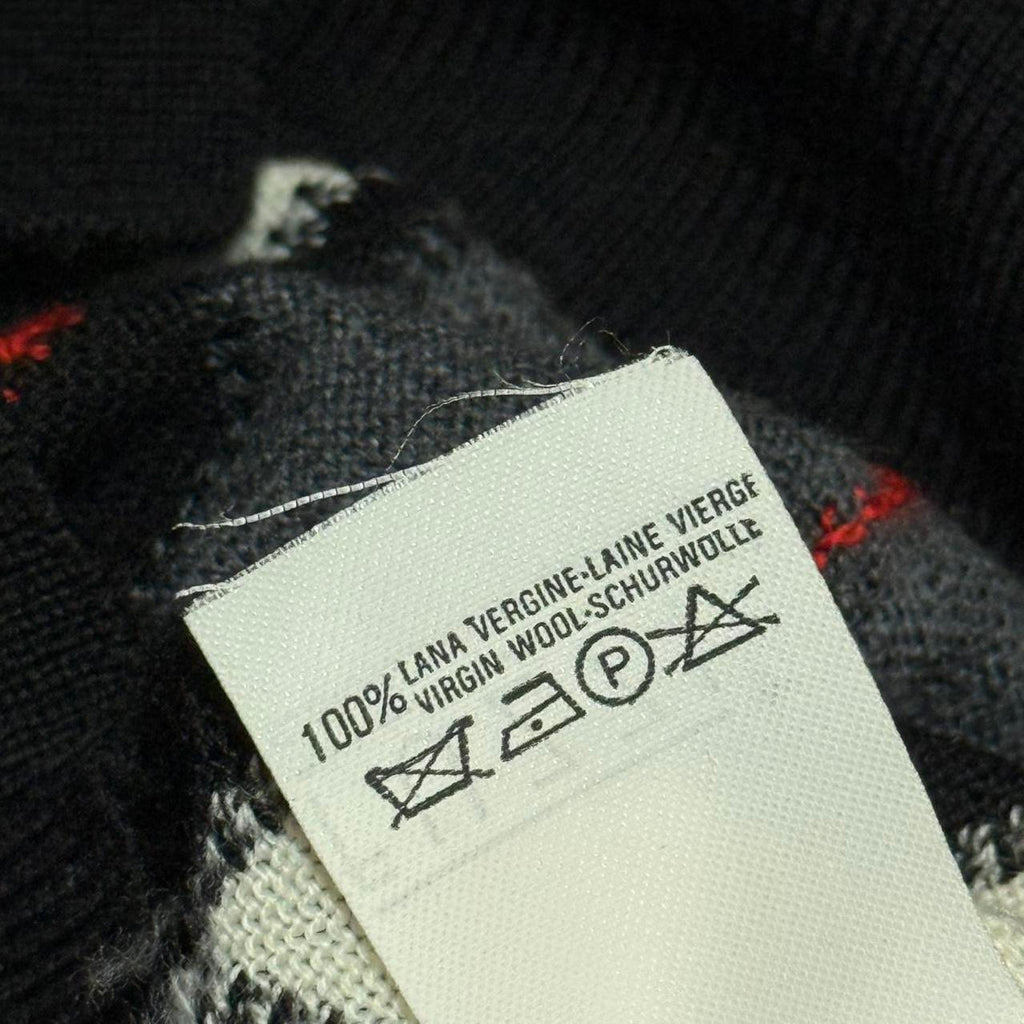 100% LANA VERGINE·LAINE VIERGE
VIRGIN WOOL·SCHURWOLLE
P